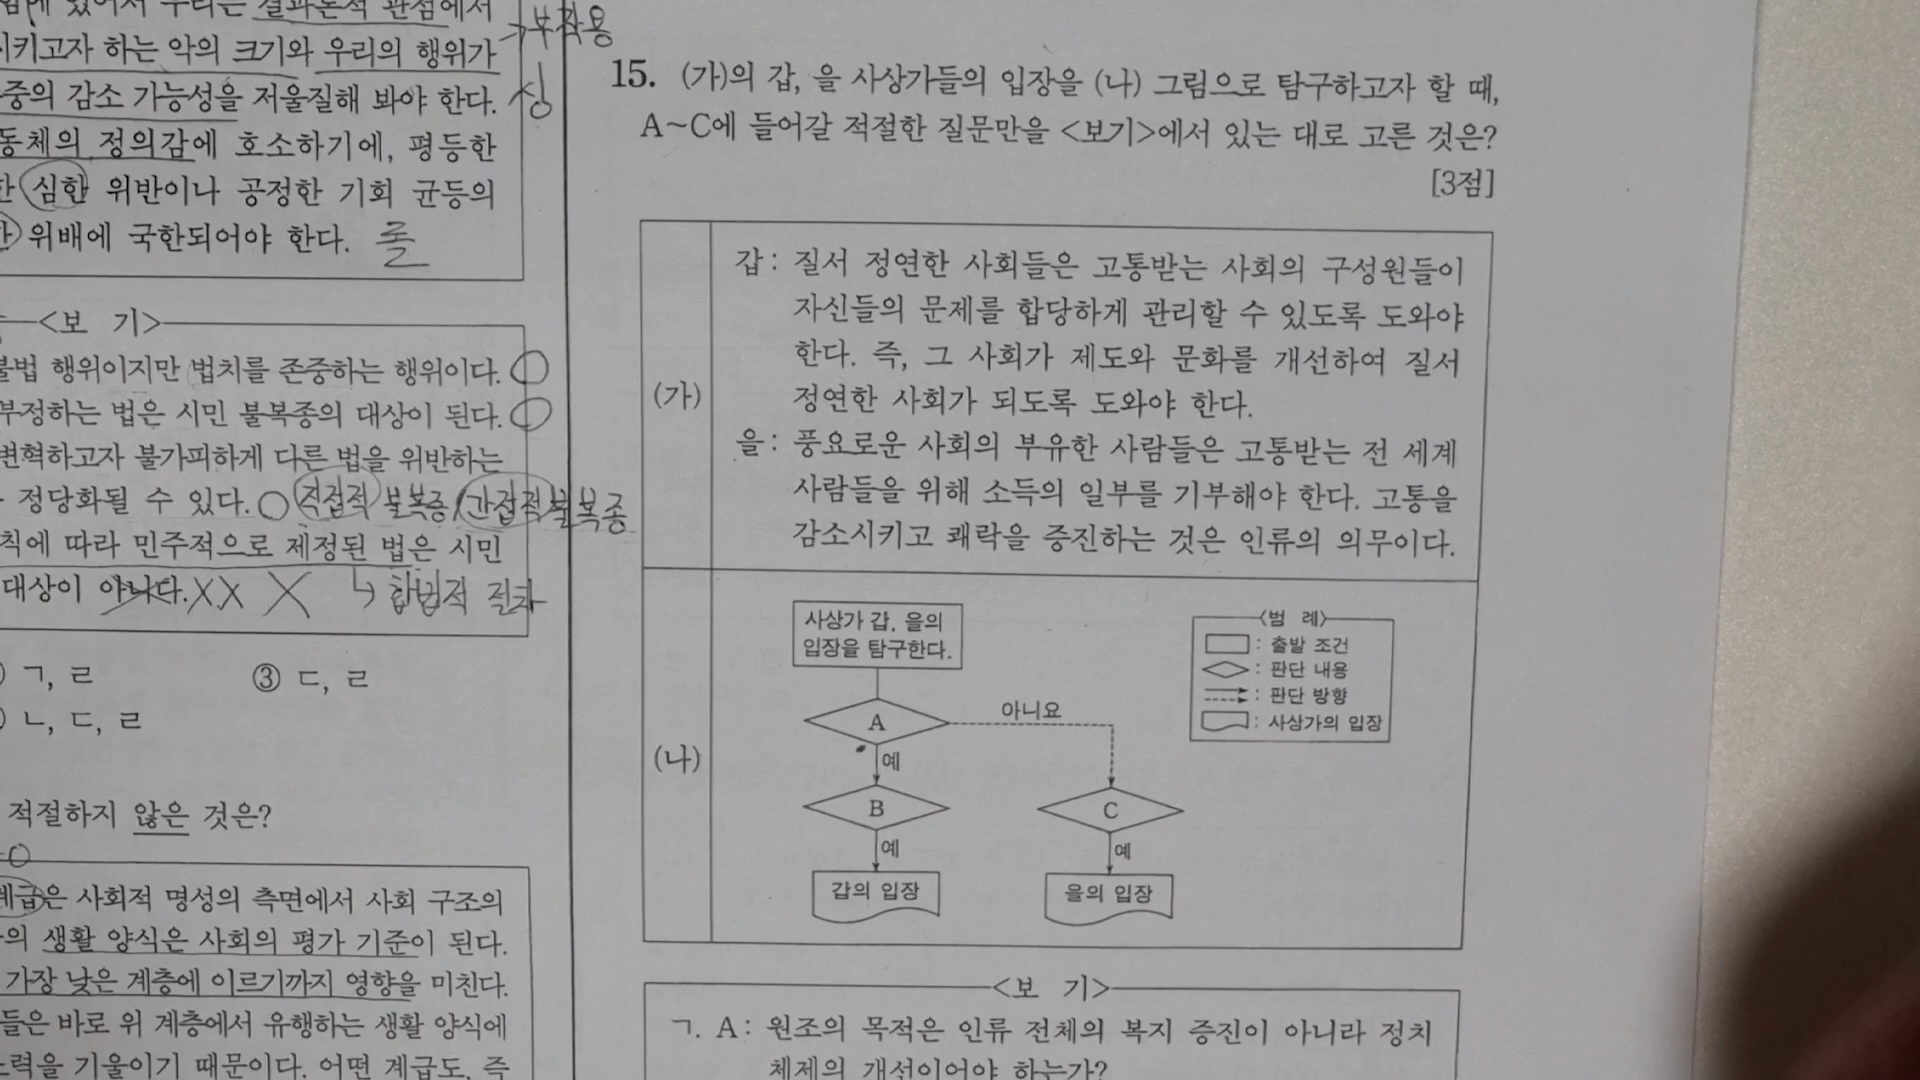 결과론적 관점에서
시키고자 하는 악의 크기와 우리의 행위가
중의 감소 가능성을 저울질해 봐야 한다.
동체의 정의감에 호소하기에, 평등한
한 심한 위반이나 공정한 기회 균등의
위배에 국한되어야 한다. 롤
→부작용
상
<보 기>
불법 행위이지만 법치를 존중하는 행위이다.
부정하는 법은 시민 불복종의 대상이 된다.
변혁하고자 불가피하게 다른 법을 위반하는
정당화될 수 있다. 직접적 불복종/간접적 불복종
칙에 따라 민주적으로 제정된 법은 시민
대상이 아니다. XX X ↳합법적 절차
ㄱ, ㄹ ③ ㄷ, ㄹ
ㄴ, ㄷ, ㄹ
적절하지 않은 것은?
계급은 사회적 명성의 측면에서 사회 구조의
의 생활 양식은 사회의 평가 기준이 된다.
가장 낮은 계층에 이르기까지 영향을 미친다.
들은 바로 위 계층에서 유행하는 생활 양식에
노력을 기울이기 때문이다. 어떤 계급도, 즉
15. (가)의 갑, 을 사상가들의 입장을 (나) 그림으로 탐구하고자 할 때,
A~C에 들어갈 적절한 질문만을 <보기>에서 있는 대로 고른 것은?
[3점]
(가)
갑: 질서 정연한 사회들은 고통받는 사회의 구성원들이
자신들의 문제를 합당하게 관리할 수 있도록 도와야
한다. 즉, 그 사회가 제도와 문화를 개선하여 질서
정연한 사회가 되도록 도와야 한다.
을: 풍요로운 사회의 부유한 사람들은 고통받는 전 세계
사람들을 위해 소득의 일부를 기부해야 한다. 고통을
감소시키고 쾌락을 증진하는 것은 인류의 의무이다.
(나)
사상가 갑, 을의
입장을 탐구한다.
A
아니요
예
B
C
예
예
갑의 입장
을의 입장
<범 례>
: 출발 조건
: 판단 내용
: 판단 방향
: 사상가의 입장
<보 기>
ㄱ. A: 원조의 목적은 인류 전체의 복지 증진이 아니라 정치
체제의 개선이어야 하는가?